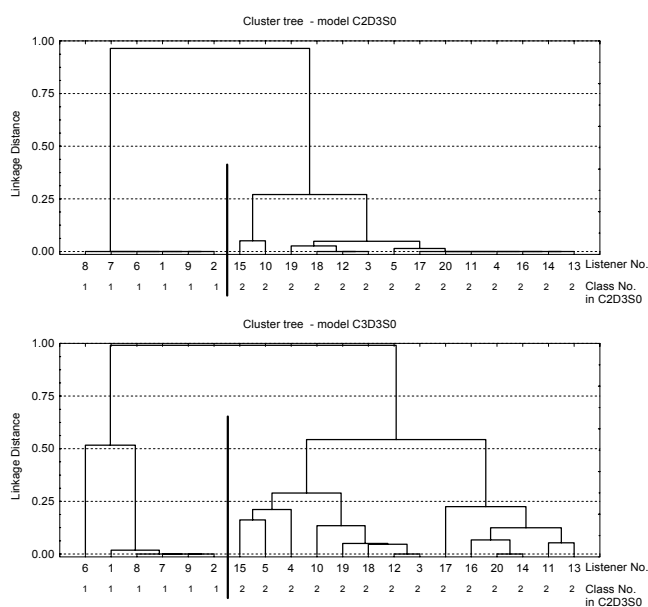 Cluster tree - model C2D3S0
1.00
0.75
0.50
0.25
0.00
Linkage Distance
8 7 6 1 9 2 15 10 19 18 12 3 5 17 20 11 4 16 14 13 Listener No.
1 1 1 1 1 1 2 2 2 2 2 2 2 2 2 2 2 2 2 2 Class No.
in C2D3S0
Cluster tree - model C3D3S0
1.00
0.75
0.50
0.25
0.00
Linkage Distance
6 1 8 7 9 2 15 5 4 10 19 18 12 3 17 16 20 14 11 13 Listener No.
1 1 1 1 1 1 2 2 2 2 2 2 2 2 2 2 2 2 2 2 Class No.
in C2D3S0